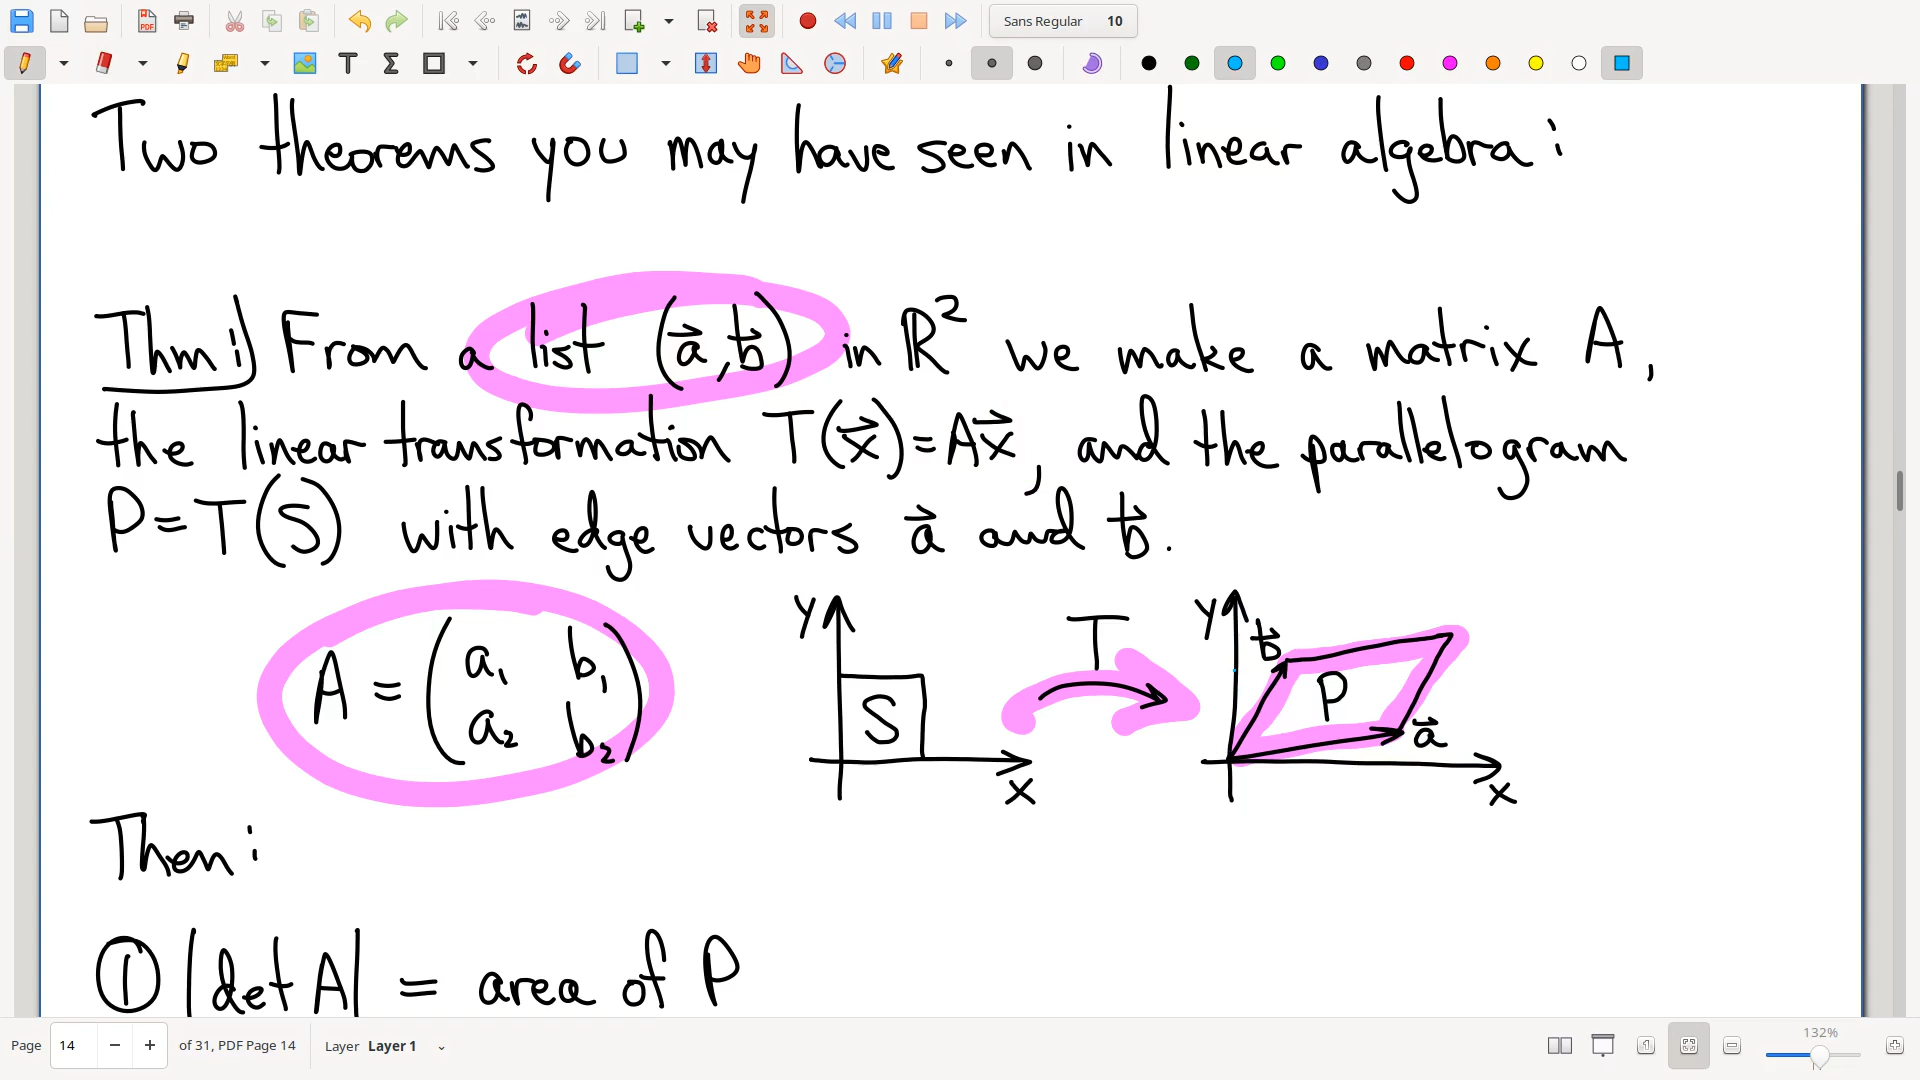 Sans Regular 10
Two theorems you may have seen in linear algebra:
Thm 1: From a list (a⃗, b⃗) in ℝ² we make a matrix A,
the linear transformation T(x⃗)=Ax⃗, and the parallelogram
P=T(S) with edge vectors a⃗ and b⃗.
A = (a₁ b₁
a₂ b₂)
y
S
x
T
y
b⃗
P
a⃗
x
Then:
① |det A| = area of P
Page 14 − + of 31, PDF Page 14 Layer Layer 1 132%